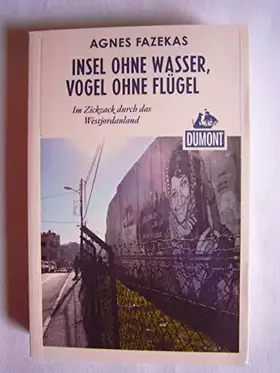 AGNES FAZEKAS
INSEL OHNE WASSER,
VOGEL OHNE FLÜGEL
Im Zickzack durch das
Westjordanland
DUMONT